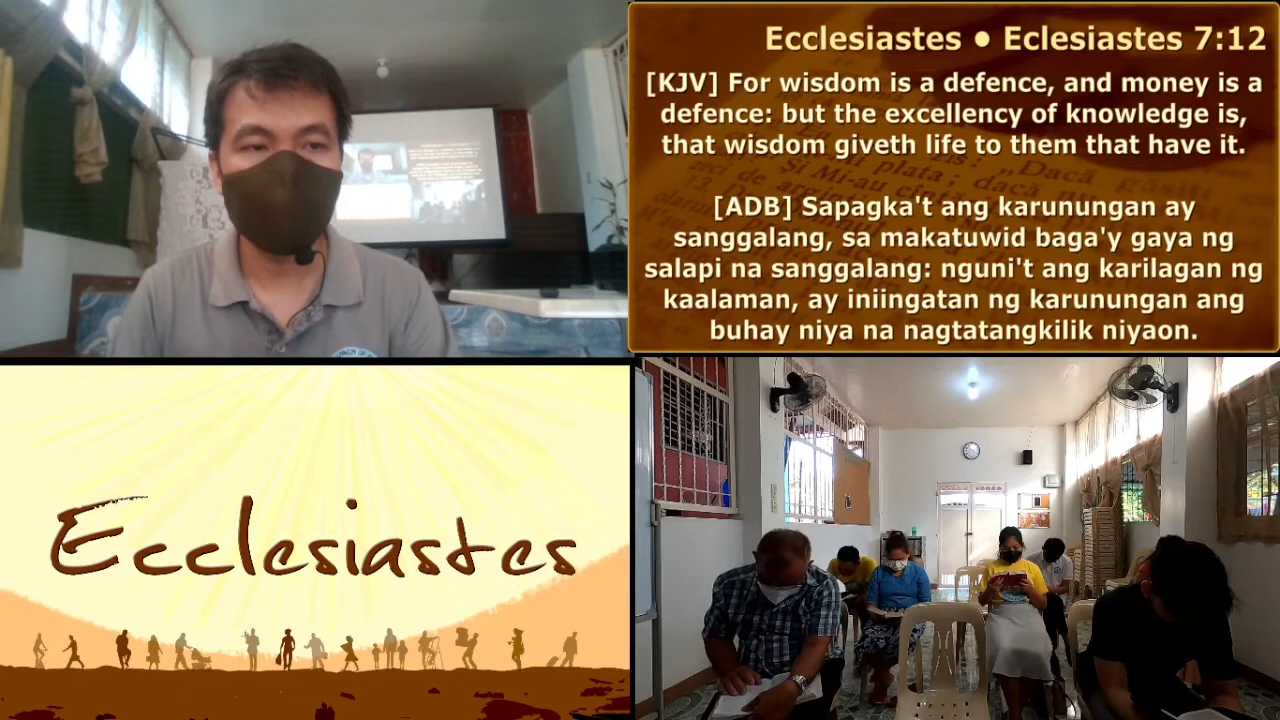 Ecclesiastes • Eclesiastes 7:12
[KJV] For wisdom is a defence, and money is a
defence: but the excellency of knowledge is,
that wisdom giveth life to them that have it.
[ADB] Sapagka't ang karunungan ay
sanggalang, sa makatuwid baga'y gaya ng
salapi na sanggalang: nguni't ang karilagan ng
kaalaman, ay iniingatan ng karunungan ang
buhay niya na nagtatangkilik niyaon.
Ecclesiastes